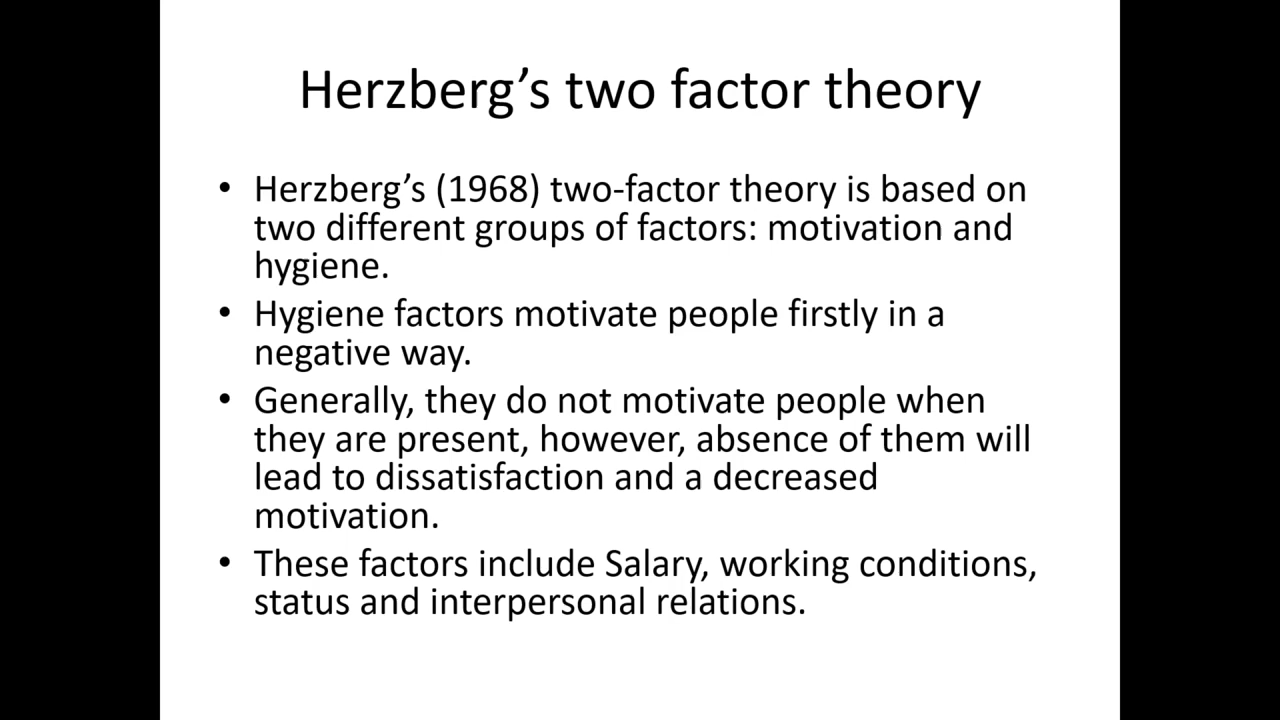 Herzberg’s two factor theory
• Herzberg’s (1968) two-factor theory is based on
two different groups of factors: motivation and
hygiene.
• Hygiene factors motivate people firstly in a
negative way.
• Generally, they do not motivate people when
they are present, however, absence of them will
lead to dissatisfaction and a decreased
motivation.
• These factors include Salary, working conditions,
status and interpersonal relations.